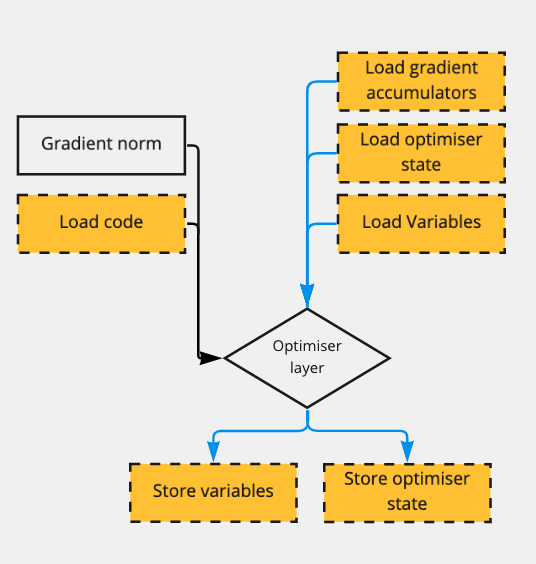 Load gradient
accumulators
Gradient norm
Load optimiser
state
Load code
Load Variables
Optimiser
layer
Store variables
Store optimiser
state